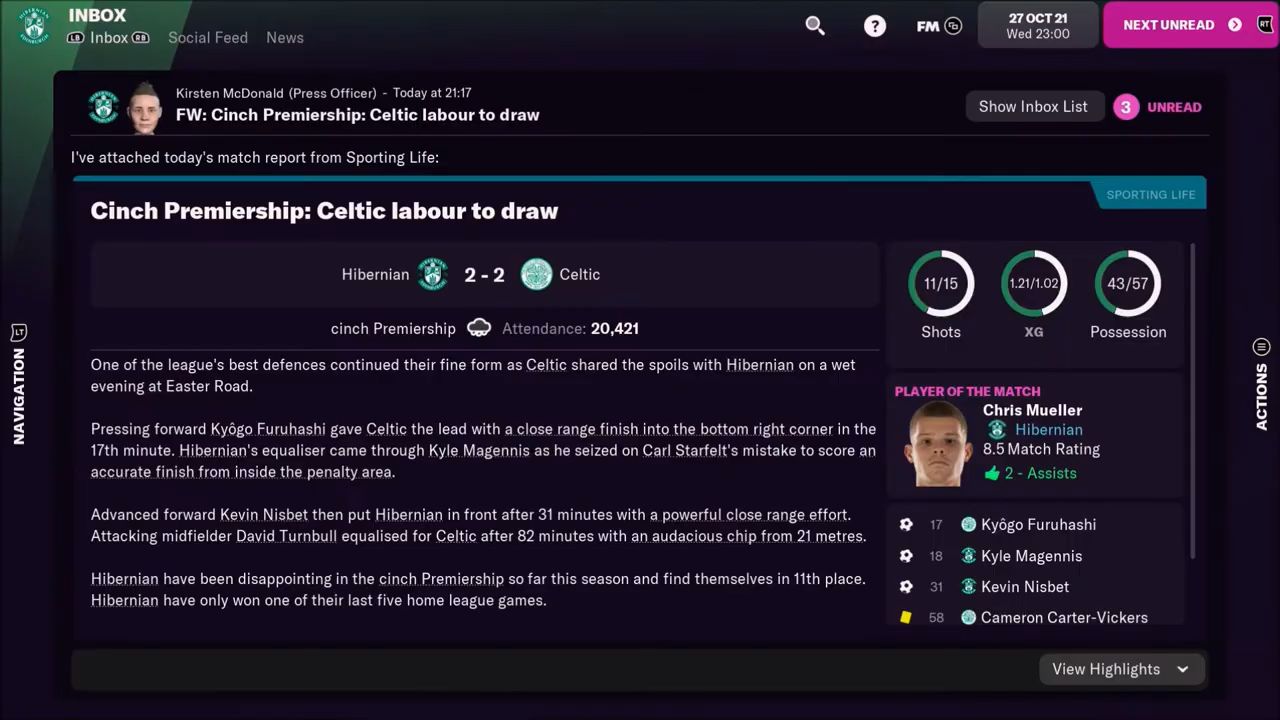 INBOX
LB Inbox RB Social Feed News
FM
27 OCT 21
Wed 23:00
NEXT UNREAD
RT
Kirsten McDonald (Press Officer) - Today at 21:17
FW: Cinch Premiership: Celtic labour to draw
Show Inbox List
3 UNREAD
I've attached today's match report from Sporting Life:
SPORTING LIFE
Cinch Premiership: Celtic labour to draw
Hibernian 2 - 2 Celtic
cinch Premiership Attendance: 20,421
One of the league's best defences continued their fine form as Celtic shared the spoils with Hibernian on a wet
evening at Easter Road.
Pressing forward Kyôgo Furuhashi gave Celtic the lead with a close range finish into the bottom right corner in the
17th minute. Hibernian's equaliser came through Kyle Magennis as he seized on Carl Starfelt's mistake to score an
accurate finish from inside the penalty area.
Advanced forward Kevin Nisbet then put Hibernian in front after 31 minutes with a powerful close range effort.
Attacking midfielder David Turnbull equalised for Celtic after 82 minutes with an audacious chip from 21 metres.
Hibernian have been disappointing in the cinch Premiership so far this season and find themselves in 11th place.
Hibernian have only won one of their last five home league games.
11/15
Shots
1.21/1.02
XG
43/57
Possession
PLAYER OF THE MATCH
Chris Mueller
Hibernian
8.5 Match Rating
2 - Assists
17 Kyôgo Furuhashi
18 Kyle Magennis
31 Kevin Nisbet
58 Cameron Carter-Vickers
View Highlights
LT
NAVIGATION
ACTIONS